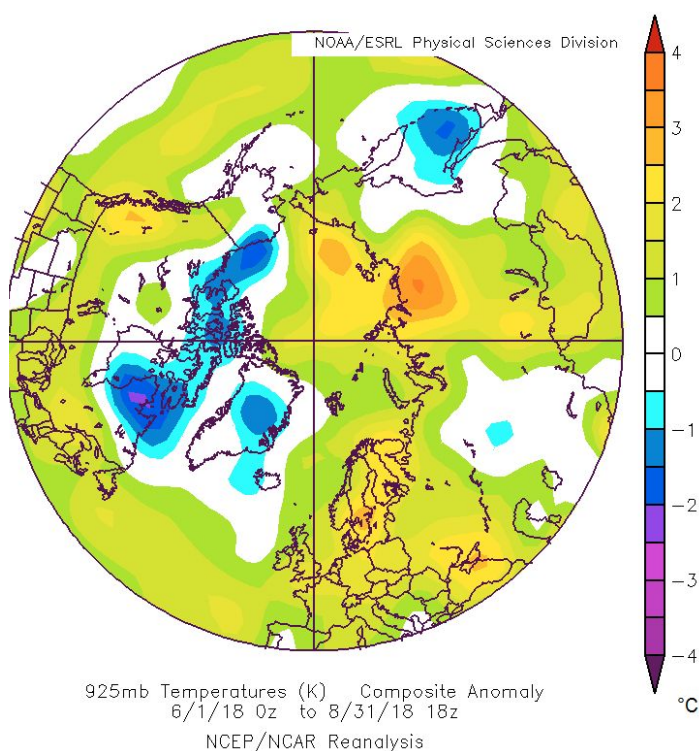 NOAA/ESRL Physical Sciences Division
4
3
2
1
0
−1
−2
−3
−4
°C
925mb Temperatures (K) Composite Anomaly
6/1/18 0z to 8/31/18 18z
NCEP/NCAR Reanalysis